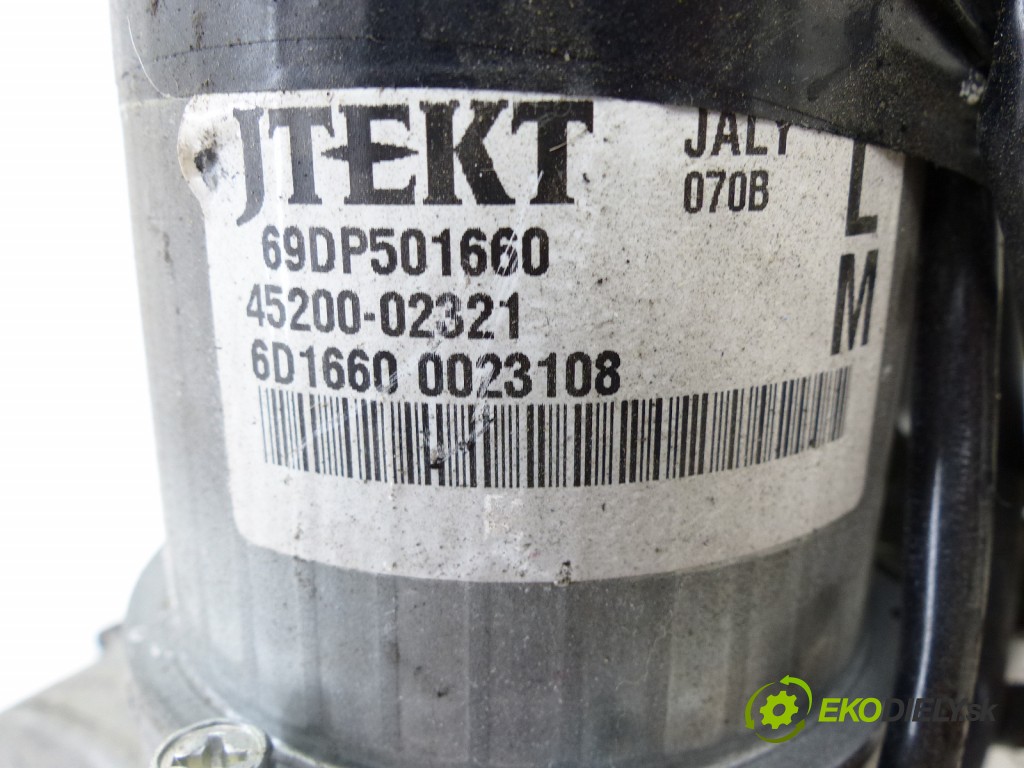 JTEKT
JALY
070B
L
M
69DP501660
45200-02321
6D1660 0023108
EKODIELY.sk